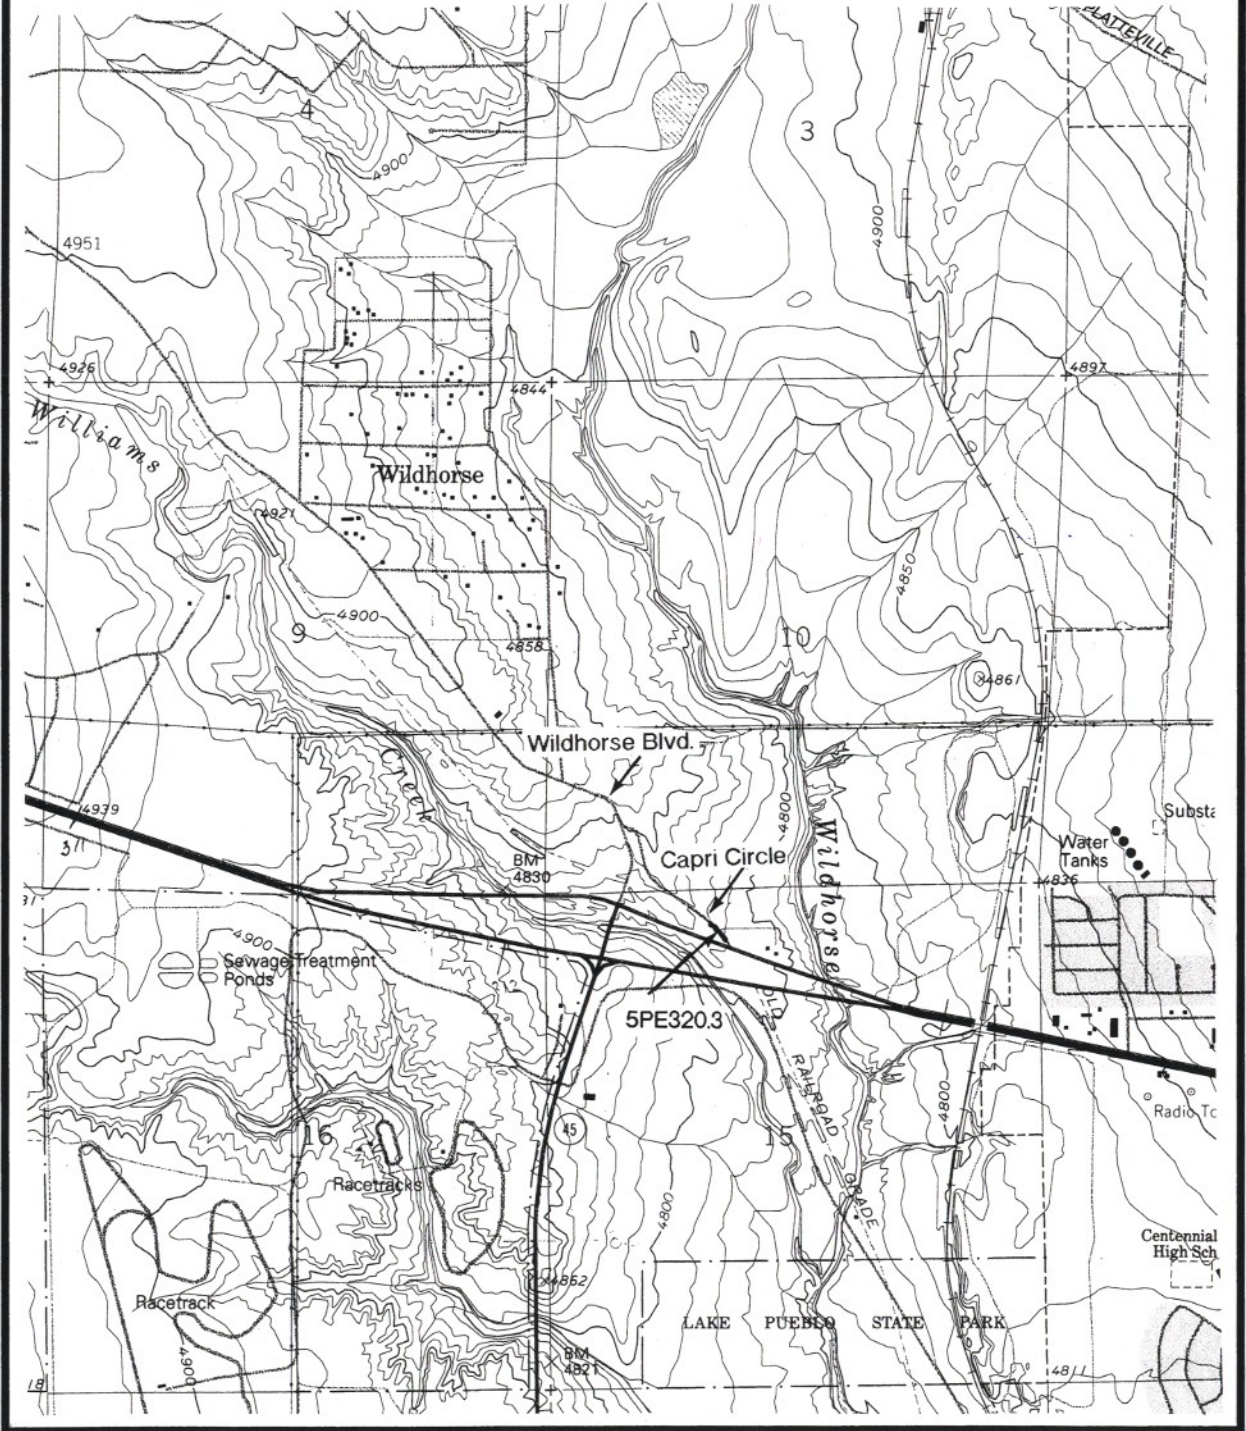 PLATTEVILLE
4
3
4900
4900
4951
4926
4844
4897
Williams
Wildhorse
4921
4850
4900
9
10
4858
4861
Wildhorse Blvd.
Creek
4800
4939
Substa
Wildhorse
Water
Tanks
Capri Circle
BM
4830
4836
31
4900
Sewage Treatment
Ponds
5PE320.3
OLD
RAILROAD
GRADE
4800
Radio To
45
16
15
Racetracks
4800
Centennial
High Sch
4862
Racetrack
LAKE PUEBLO STATE PARK
4900
BM
4821
4811
18